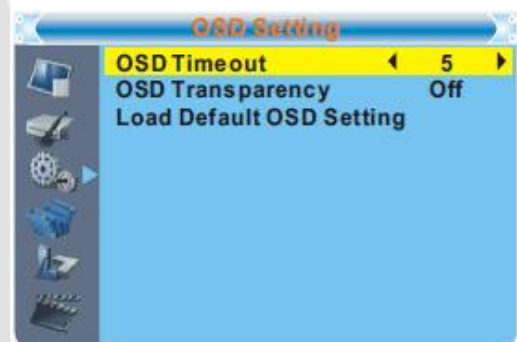 OSD Setting
OSD Timeout 5
OSD Transparency Off
Load Default OSD Setting